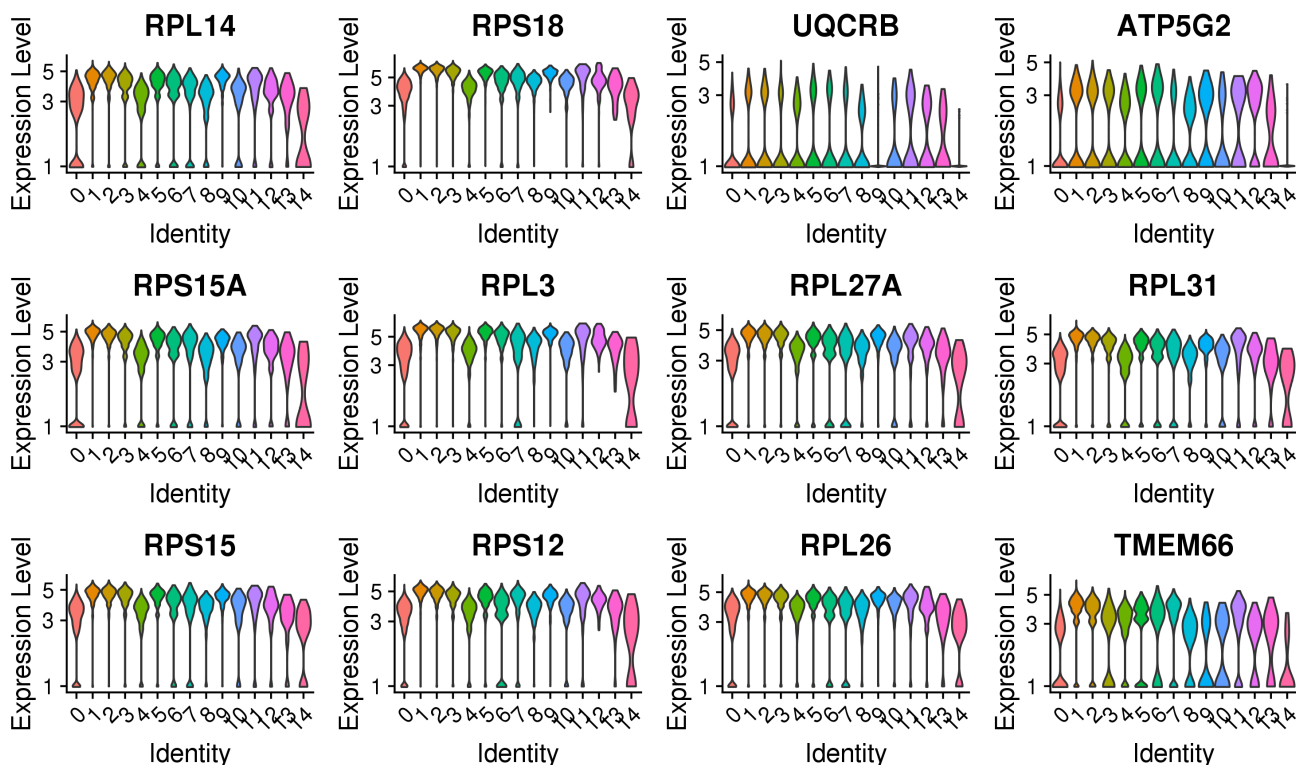 RPL14 RPS18 UQCRB ATP5G2
Expression Level Expression Level Expression Level Expression Level
5 5 5 5
3 3 3 3
1 1 1 1
0 1 2 3 4 5 6 7 8 9 10 11 12 13 14 0 1 2 3 4 5 6 7 8 9 10 11 12 13 14 0 1 2 3 4 5 6 7 8 9 10 11 12 13 14 0 1 2 3 4 5 6 7 8 9 10 11 12 13 14
Identity Identity Identity Identity
RPS15A RPL3 RPL27A RPL31
Expression Level Expression Level Expression Level Expression Level
5 5 5 5
3 3 3 3
1 1 1 1
0 1 2 3 4 5 6 7 8 9 10 11 12 13 14 0 1 2 3 4 5 6 7 8 9 10 11 12 13 14 0 1 2 3 4 5 6 7 8 9 10 11 12 13 14 0 1 2 3 4 5 6 7 8 9 10 11 12 13 14
Identity Identity Identity Identity
RPS15 RPS12 RPL26 TMEM66
Expression Level Expression Level Expression Level Expression Level
5 5 5 5
3 3 3 3
1 1 1 1
0 1 2 3 4 5 6 7 8 9 10 11 12 13 14 0 1 2 3 4 5 6 7 8 9 10 11 12 13 14 0 1 2 3 4 5 6 7 8 9 10 11 12 13 14 0 1 2 3 4 5 6 7 8 9 10 11 12 13 14
Identity Identity Identity Identity